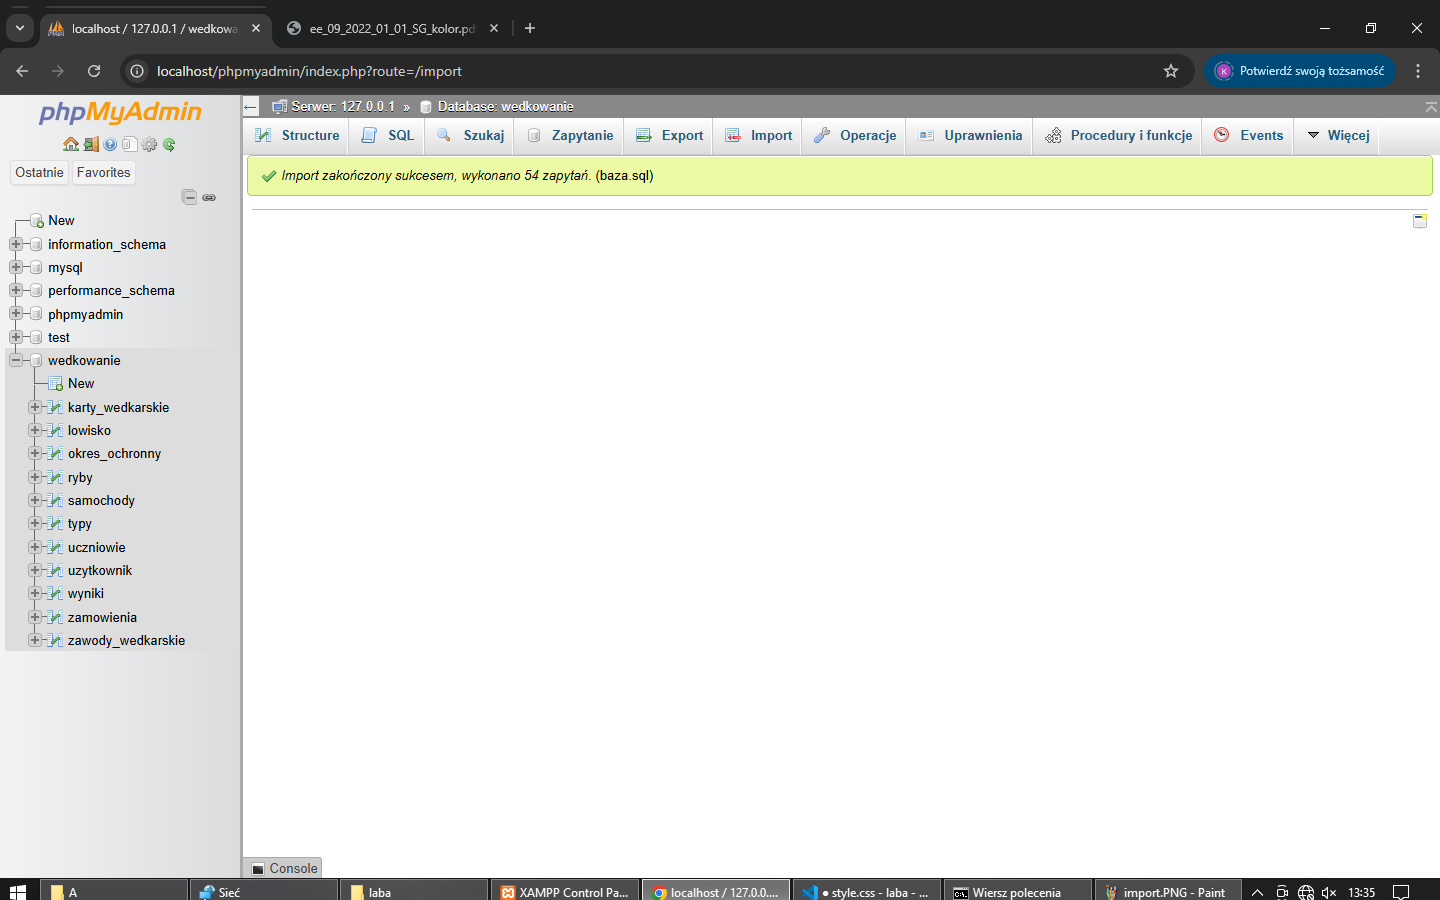 localhost / 127.0.0.1 / wedkowa
ee_09_2022_01_01_SG_kolor.pd
localhost/phpmyadmin/index.php?route=/import
K
Potwierdź swoją tożsamość
phpMyAdmin
Ostatnie
Favorites
New
information_schema
mysql
performance_schema
phpmyadmin
test
wedkowanie
New
karty_wedkarskie
lowisko
okres_ochronny
ryby
samochody
typy
uczniowie
uzytkownik
wyniki
zamowienia
zawody_wedkarskie
Serwer: 127.0.0.1 » Database: wedkowanie
Structure
SQL
Szukaj
Zapytanie
Export
Import
Operacje
Uprawnienia
Procedury i funkcje
Events
Więcej
Import zakończony sukcesem, wykonano 54 zapytań. (baza.sql)
Console
A
Sieć
laba
XAMPP Control Pa...
localhost / 127.0.0....
● style.css - laba - ...
Wiersz polecenia
import.PNG - Paint
13:35